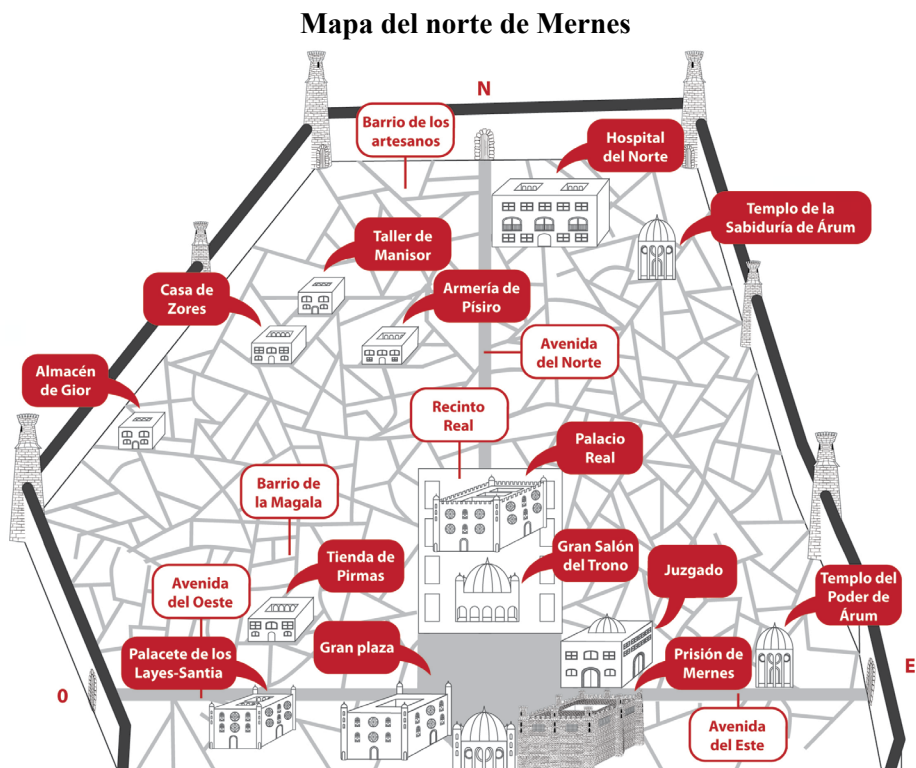 Mapa del norte de Mernes
N
Barrio de los
artesanos
Hospital
del Norte
Templo de la
Sabiduría de Árum
Taller de
Manisor
Casa de
Zores
Armería de
Písiro
Avenida
del Norte
Almacén
de Gior
Recinto
Real
Palacio
Real
Barrio de
la Magala
Gran Salón
del Trono
Tienda de
Pirmas
Juzgado
Templo del
Poder de
Árum
Avenida
del Oeste
Palacete de los
Layes-Santia
Gran plaza
Prisión de
Mernes
E
0
Avenida
del Este